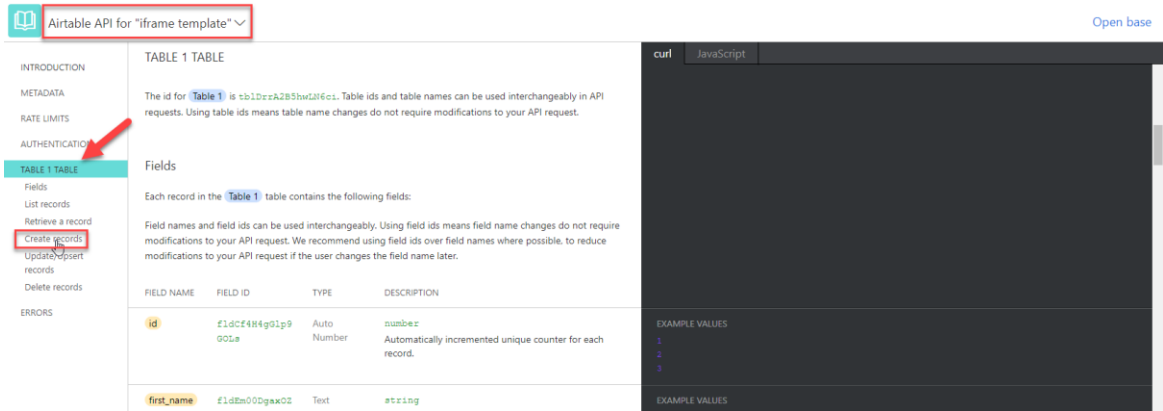 Airtable API for "iframe template"
Open base
INTRODUCTION
METADATA
RATE LIMITS
AUTHENTICATION
TABLE 1 TABLE
Fields
List records
Retrieve a record
Create records
Update/Upsert
records
Delete records
ERRORS
TABLE 1 TABLE
The id for Table 1 is tblDrrA2B5hwLN6ci. Table ids and table names can be used interchangeably in API
requests. Using table ids means table name changes do not require modifications to your API request.
Fields
Each record in the Table 1 table contains the following fields:
Field names and field ids can be used interchangeably. Using field ids means field name changes do not require
modifications to your API request. We recommend using field ids over field names where possible, to reduce
modifications to your API request if the user changes the field name later.
FIELD NAME FIELD ID TYPE DESCRIPTION
id fldCf4H4gGlp9 Auto number
GOLs Number Automatically incremented unique counter for each
record.
first_name fldEm00DgaxO2 Text string
curl JavaScript
EXAMPLE VALUES
1
2
3
EXAMPLE VALUES